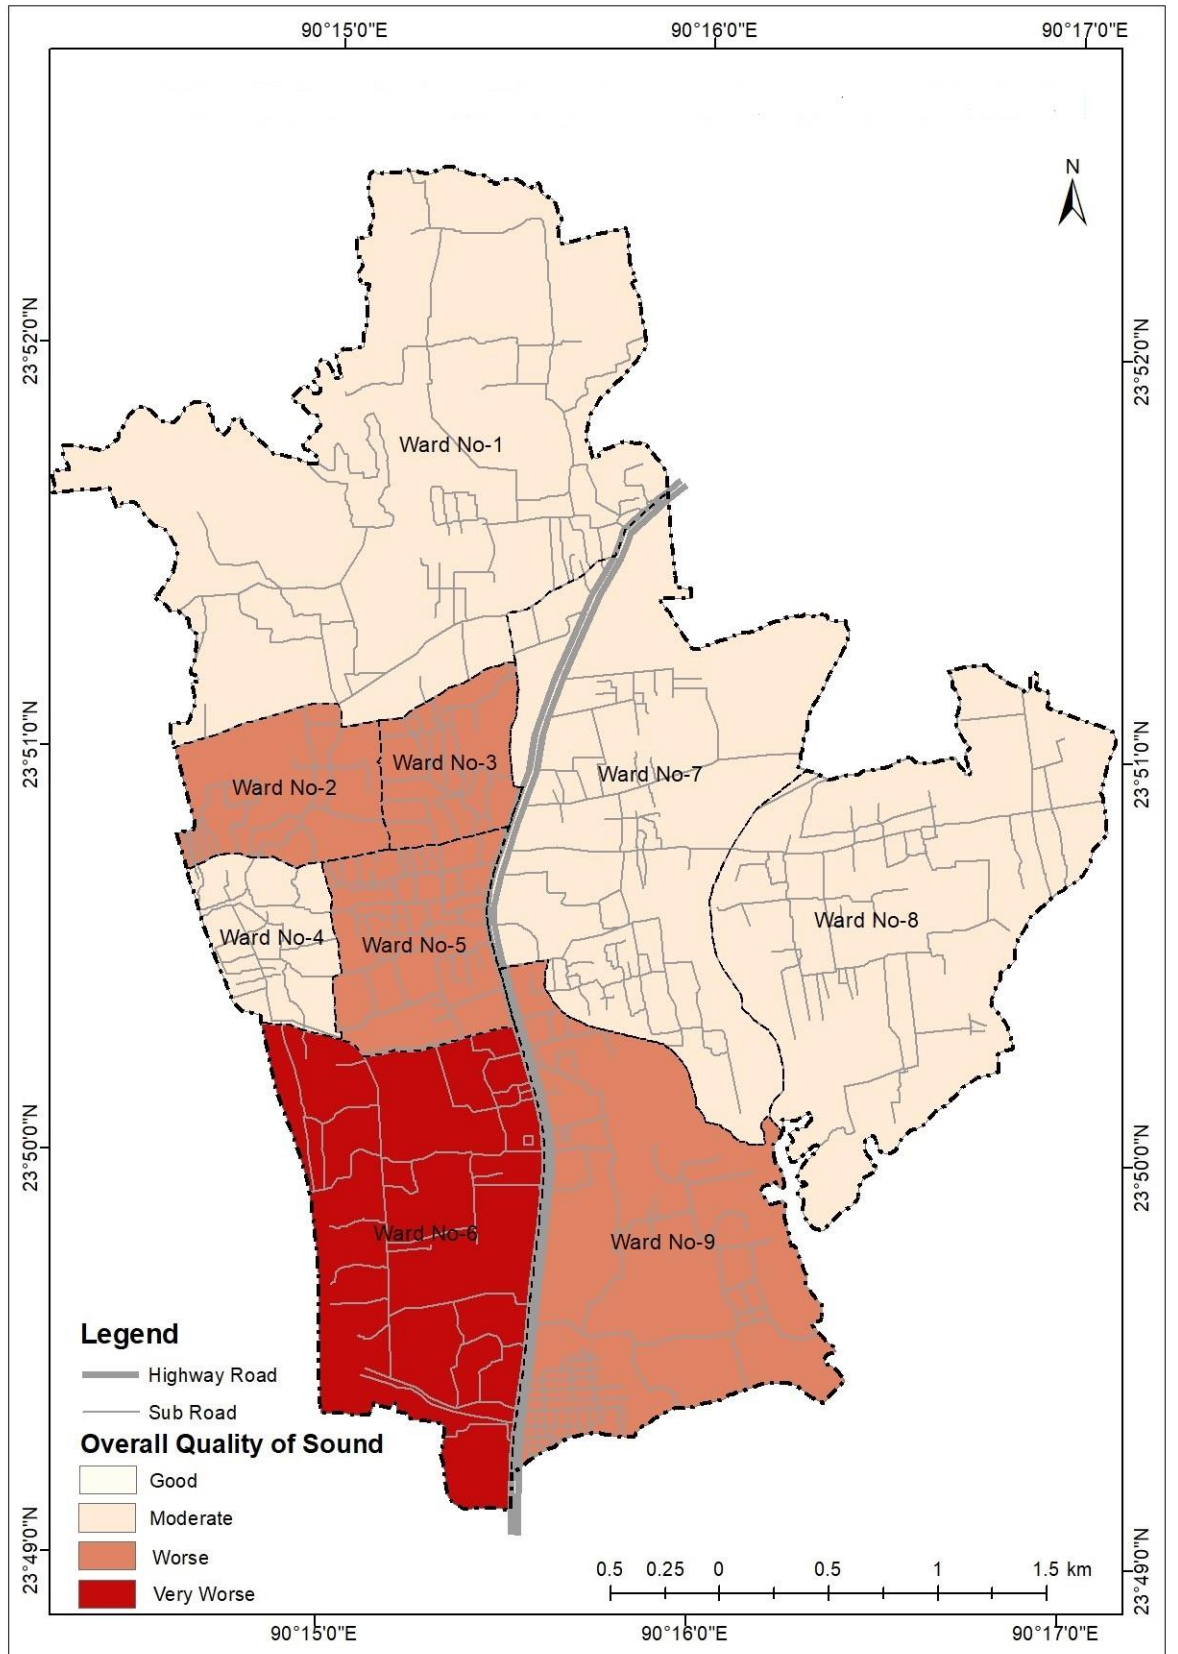 90°15'0"E 90°16'0"E 90°17'0"E
N
23°52'0"N
23°52'0"N
Ward No-1
23°51'0"N
23°51'0"N
Ward No-3
Ward No-2
Ward No-7
Ward No-8
Ward No-4
Ward No-5
23°50'0"N
23°50'0"N
Ward No-6
Ward No-9
Legend
Highway Road
Sub Road
Overall Quality of Sound
Good
Moderate
Worse
Very Worse
23°49'0"N
23°49'0"N
0.5 0.25 0 0.5 1 1.5 km
90°15'0"E 90°16'0"E 90°17'0"E